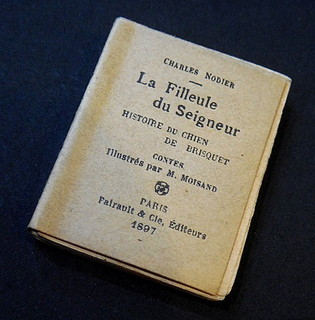 CHARLES NODIER
La Filleule
du Seigneur
HISTOIRE DU CHIEN
DE BRISQUET
CONTES
Illustrés par M. MOISAND
PARIS
Fairault & Cie, Éditeurs
1897